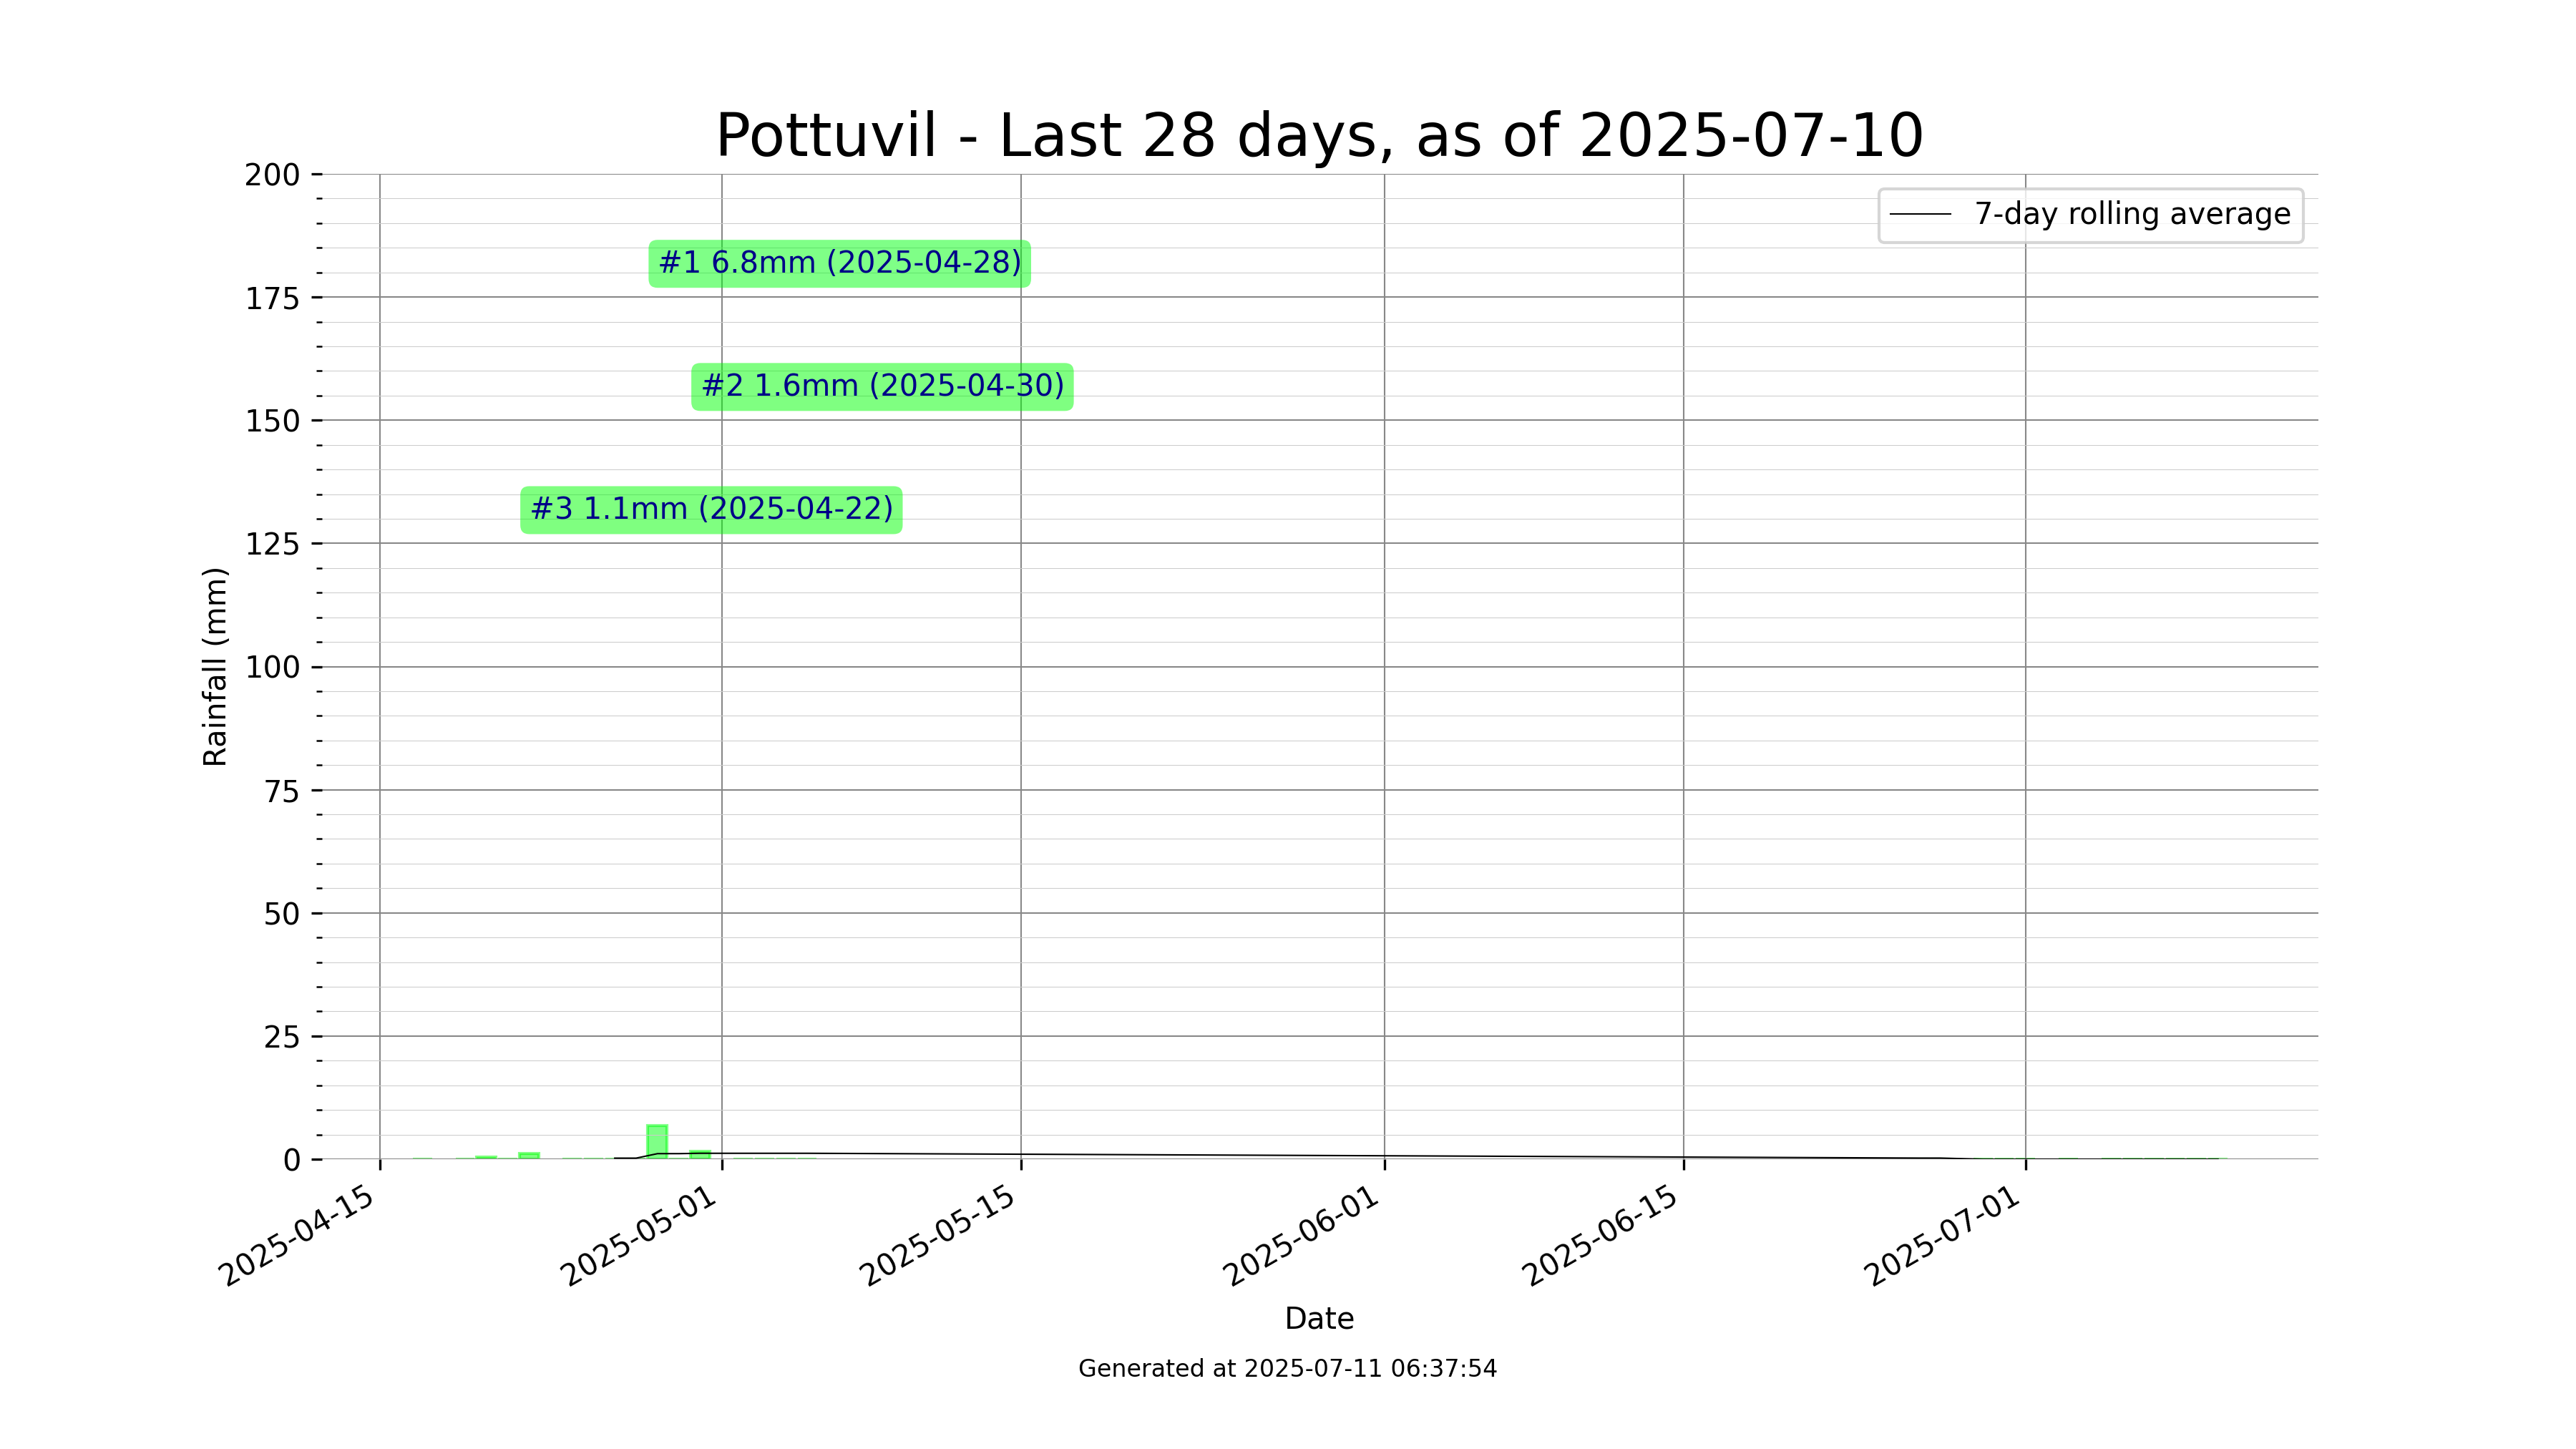 Pottuvil - Last 28 days, as of 2025-07-10
7-day rolling average
#1 6.8mm (2025-04-28)
#2 1.6mm (2025-04-30)
#3 1.1mm (2025-04-22)
Rainfall (mm)
200
175
150
125
100
75
50
25
0
2025-04-15
2025-05-01
2025-05-15
2025-06-01
2025-06-15
2025-07-01
Date
Generated at 2025-07-11 06:37:54